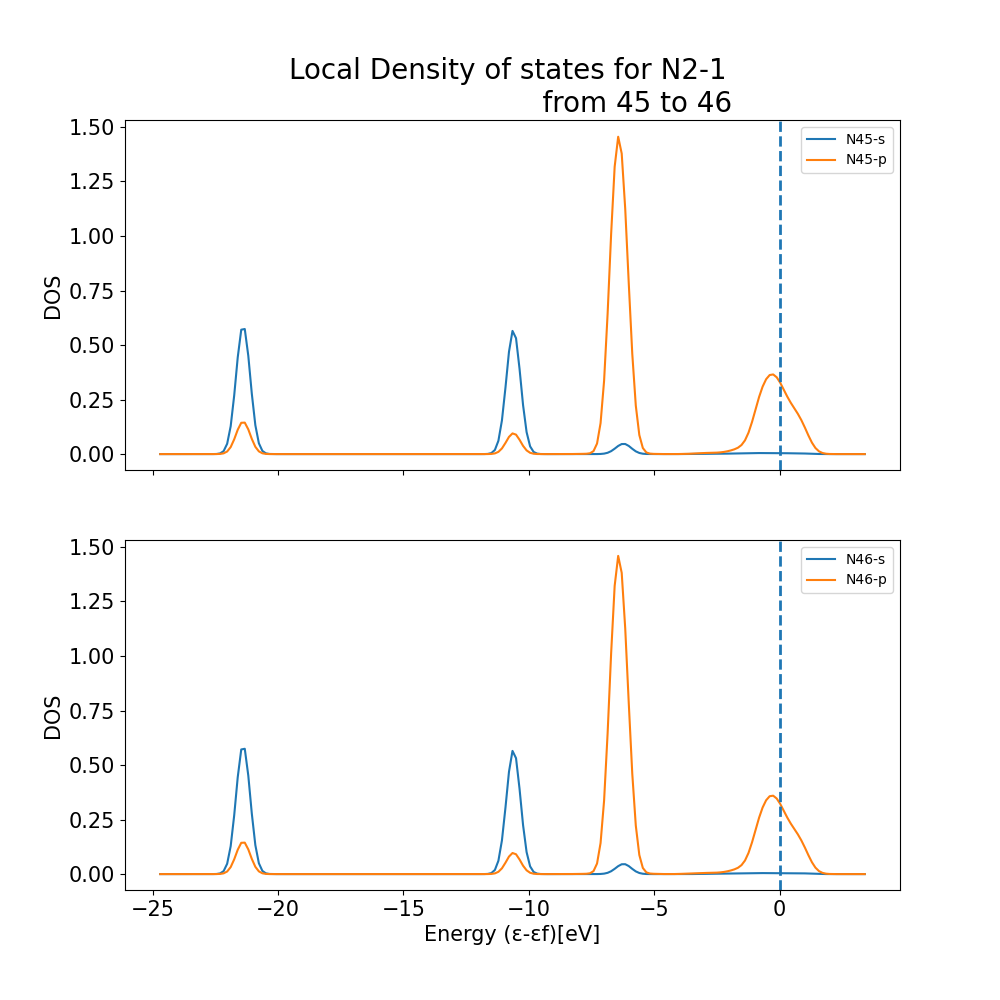 Local Density of states for N2-1
from 45 to 46
1.50
1.25
1.00
0.75
0.50
0.25
0.00
DOS
N45-s
N45-p
1.50
1.25
1.00
0.75
0.50
0.25
0.00
DOS
N46-s
N46-p
−25 −20 −15 −10 −5 0
Energy (ε-εf)[eV]